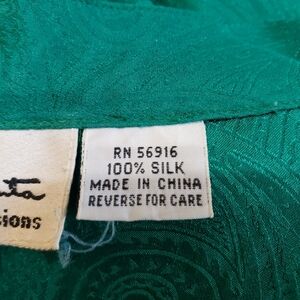 RN 56916
100% SILK
MADE IN CHINA
REVERSE FOR CARE